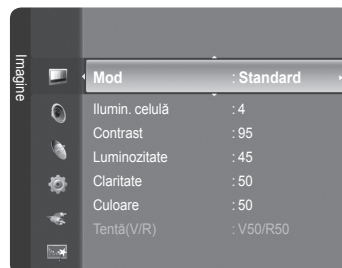 Imagine
Mod : Standard
Ilumin. celulă : 4
Contrast : 95
Luminozitate : 45
Claritate : 50
Culoare : 50
Tentă(V/R) : V50/R50